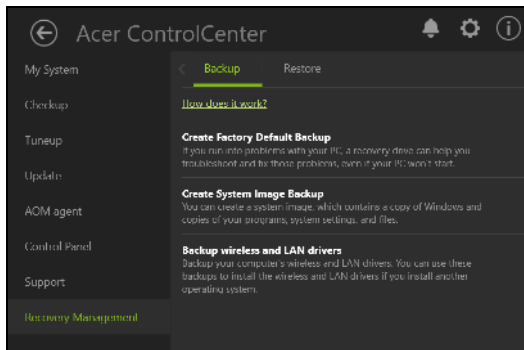 Acer ControlCenter
My System
Checkup
Tuneup
Update
AOM agent
Control Panel
Support
Recovery Management
Backup
Restore
How does it work?
Create Factory Default Backup
If you run into problems with your PC, a recovery drive can help you
troubleshoot and fix those problems, even if your PC won't start.
Create System Image Backup
You can create a system image, which contains a copy of Windows and
copies of your programs, system settings, and files.
Backup wireless and LAN drivers
Backup your computer's wireless and LAN drivers. You can use these
backups to install the wireless and LAN drivers if you install another
operating system.